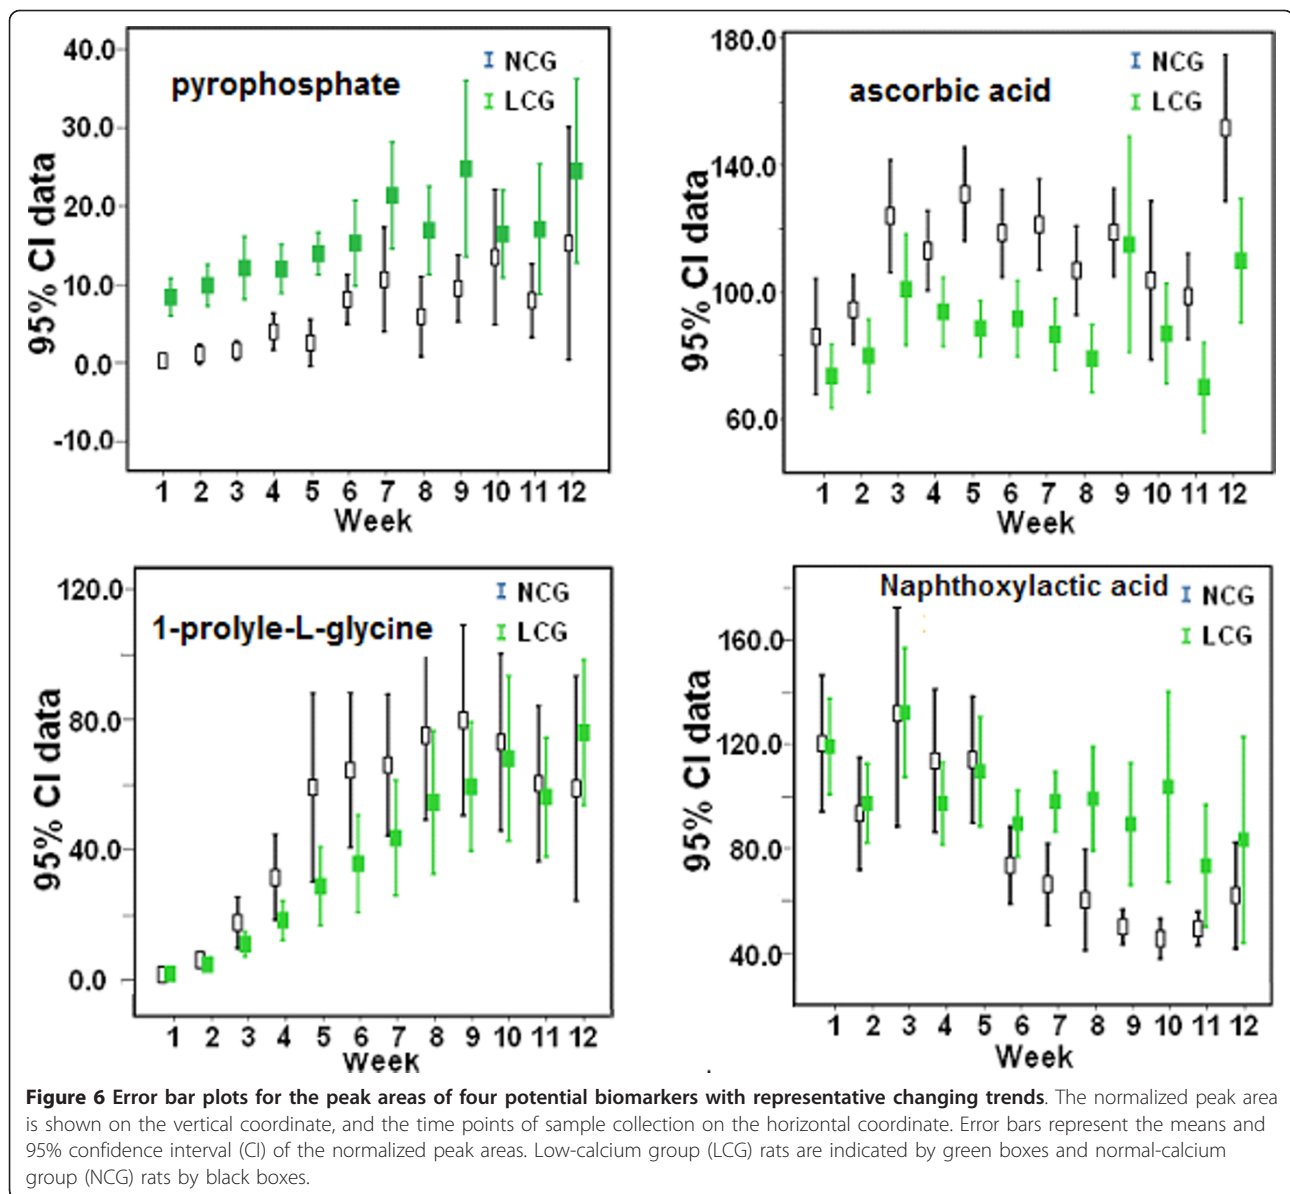 pyrophosphate
NCG
LCG
95% CI data
40.0
30.0
20.0
10.0
0.0
-10.0
1 2 3 4 5 6 7 8 9 10 11 12
Week
ascorbic acid
NCG
LCG
95% CI data
180.0
140.0
100.0
60.0
1 2 3 4 5 6 7 8 9 10 11 12
Week
1-prolyle-L-glycine
NCG
LCG
95% CI data
120.0
80.0
40.0
0.0
1 2 3 4 5 6 7 8 9 10 11 12
Week
Naphthoxylactic acid
NCG
LCG
95% CI data
160.0
120.0
80.0
40.0
1 2 3 4 5 6 7 8 9 10 11 12
Week
Figure 6 Error bar plots for the peak areas of four potential biomarkers with representative changing trends. The normalized peak area
is shown on the vertical coordinate, and the time points of sample collection on the horizontal coordinate. Error bars represent the means and
95% confidence interval (CI) of the normalized peak areas. Low-calcium group (LCG) rats are indicated by green boxes and normal-calcium
group (NCG) rats by black boxes.